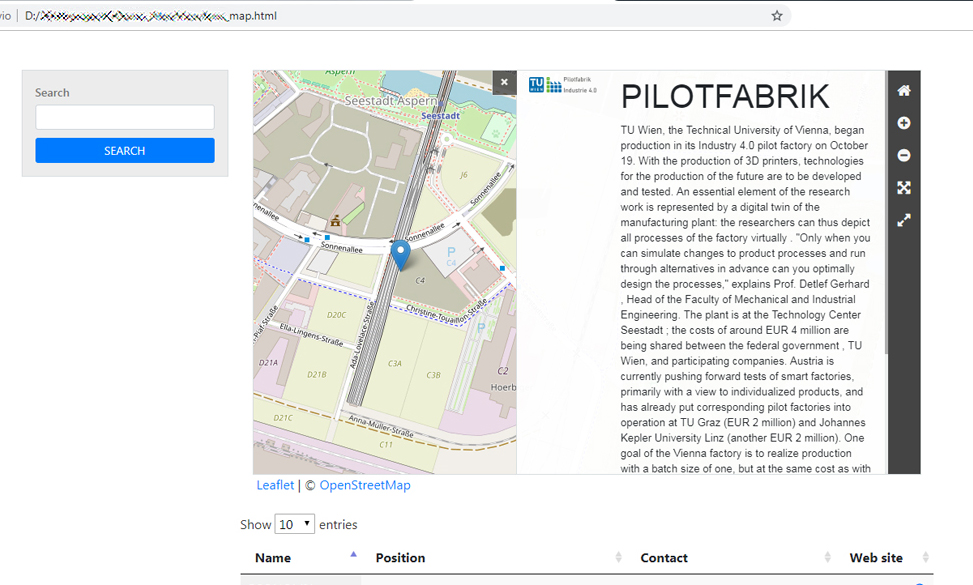 vio
D:/
_map.html
Search
SEARCH
Aspern
Seestadt Aspern
Seestadt
J6
Sonnenallee
nenallee
Sonnenallee
Sonnenallee
P
C4
C4
Christine-Touaillon-Straße
D20C
P
Ella-Lingens-Straße
Piaf-Straße
Ada-Lovelace-Straße
D21A
D21B
C3A
C3B
C2
Hoerb
D21C
Anna-Müller-Straße
C11
×
TU
WIEN
Pilotfabrik
Industrie 4.0
PILOTFABRIK
TU Wien, the Technical University of Vienna, began
production in its Industry 4.0 pilot factory on October
19. With the production of 3D printers, technologies
for the production of the future are to be developed
and tested. An essential element of the research
work is represented by a digital twin of the
manufacturing plant: the researchers can thus depict
all processes of the factory virtually . "Only when you
can simulate changes to product processes and run
through alternatives in advance can you optimally
design the processes," explains Prof. Detlef Gerhard
, Head of the Faculty of Mechanical and Industrial
Engineering. The plant is at the Technology Center
Seestadt ; the costs of around EUR 4 million are
being shared between the federal government , TU
Wien, and participating companies. Austria is
currently pushing forward tests of smart factories,
primarily with a view to individualized products, and
has already put corresponding pilot factories into
operation at TU Graz (EUR 2 million) and Johannes
Kepler University Linz (another EUR 2 million). One
goal of the Vienna factory is to realize production
with a batch size of one, but at the same cost as with
Leaflet | © OpenStreetMap
Show 10 entries
Name Position Contact Web site